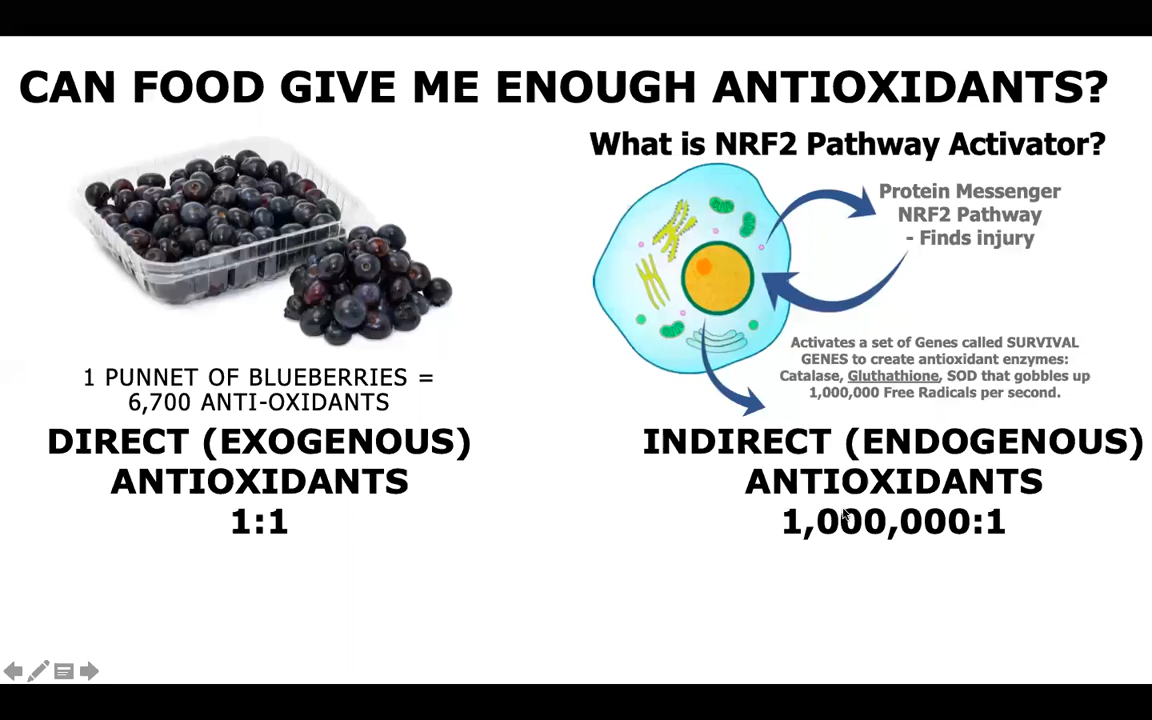 CAN FOOD GIVE ME ENOUGH ANTIOXIDANTS?
What is NRF2 Pathway Activator?
Protein Messenger
NRF2 Pathway
- Finds injury
Activates a set of Genes called SURVIVAL
GENES to create antioxidant enzymes:
Catalase, Gluthathione, SOD that gobbles up
1,000,000 Free Radicals per second.
1 PUNNET OF BLUEBERRIES =
6,700 ANTI-OXIDANTS
DIRECT (EXOGENOUS)
ANTIOXIDANTS
1:1
INDIRECT (ENDOGENOUS)
ANTIOXIDANTS
1,000,000:1